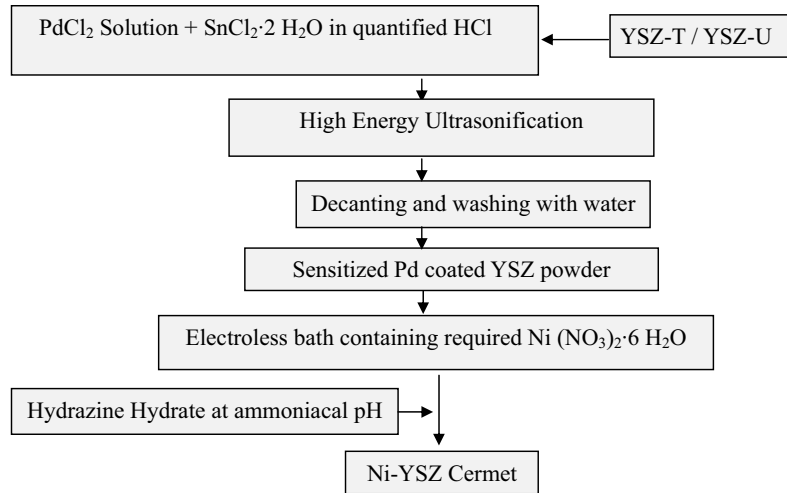 PdCl₂ Solution + SnCl₂·2 H₂O in quantified HCl
YSZ-T / YSZ-U
High Energy Ultrasonification
Decanting and washing with water
Sensitized Pd coated YSZ powder
Electroless bath containing required Ni (NO₃)₂·6 H₂O
Hydrazine Hydrate at ammoniacal pH
Ni-YSZ Cermet